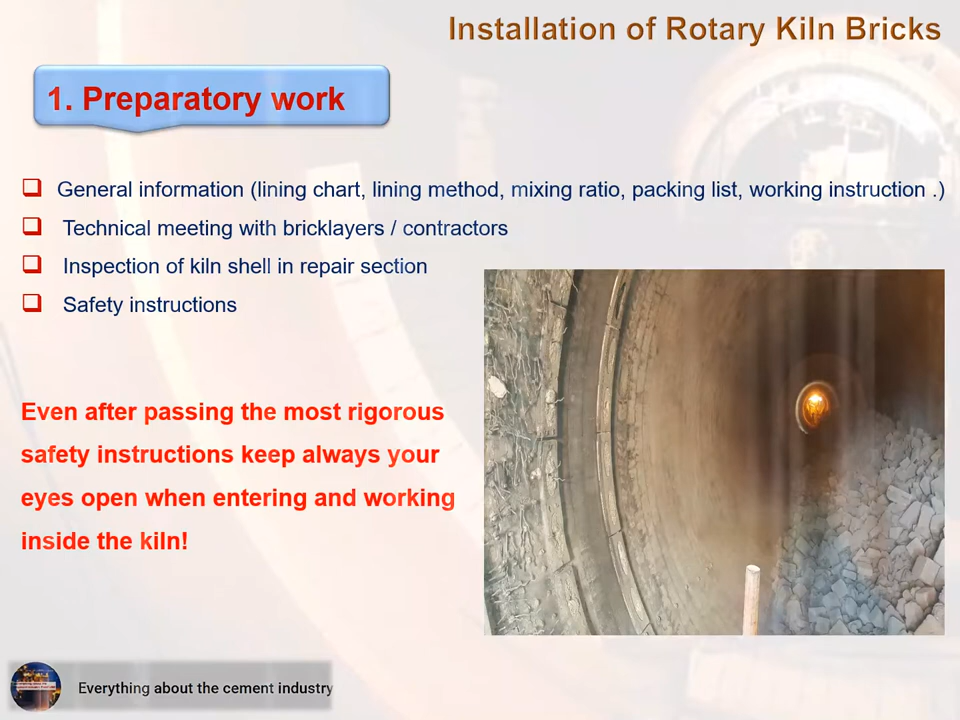 Installation of Rotary Kiln Bricks
1. Preparatory work
General information (lining chart, lining method, mixing ratio, packing list, working instruction .)
Technical meeting with bricklayers / contractors
Inspection of kiln shell in repair section
Safety instructions
Even after passing the most rigorous
safety instructions keep always your
eyes open when entering and working
inside the kiln!
Everything about the cement industry